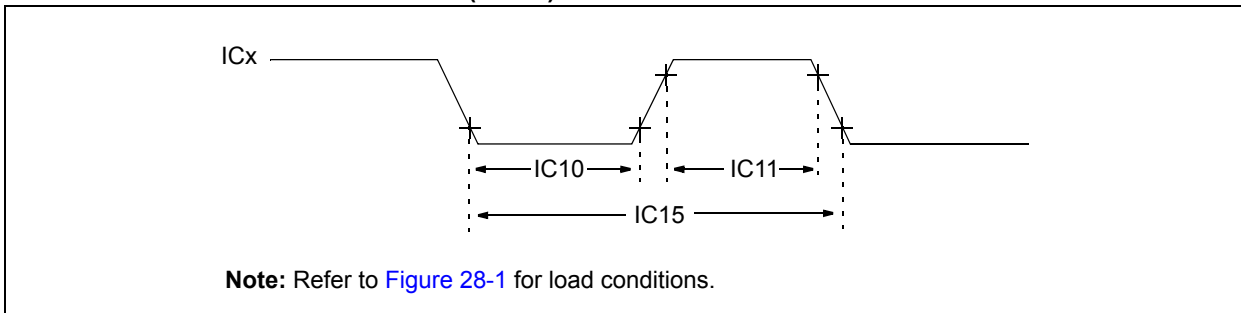 ICx
IC10
IC11
IC15
Note: Refer to Figure 28-1 for load conditions.